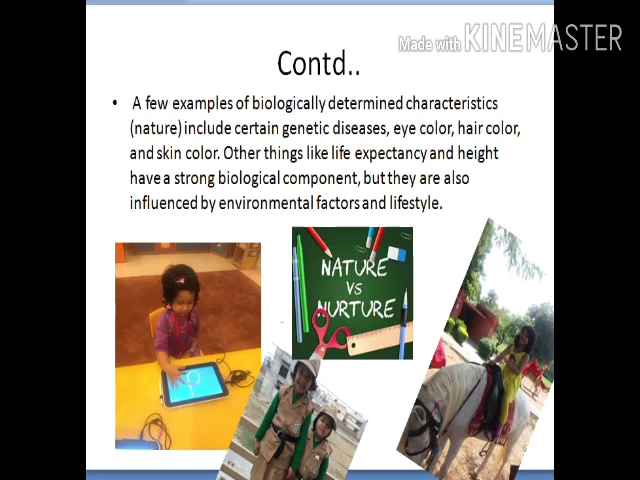 Made with KINEMASTER
Contd..
• A few examples of biologically determined characteristics
(nature) include certain genetic diseases, eye color, hair color,
and skin color. Other things like life expectancy and height
have a strong biological component, but they are also
influenced by environmental factors and lifestyle.
NATURE
VS
NURTURE